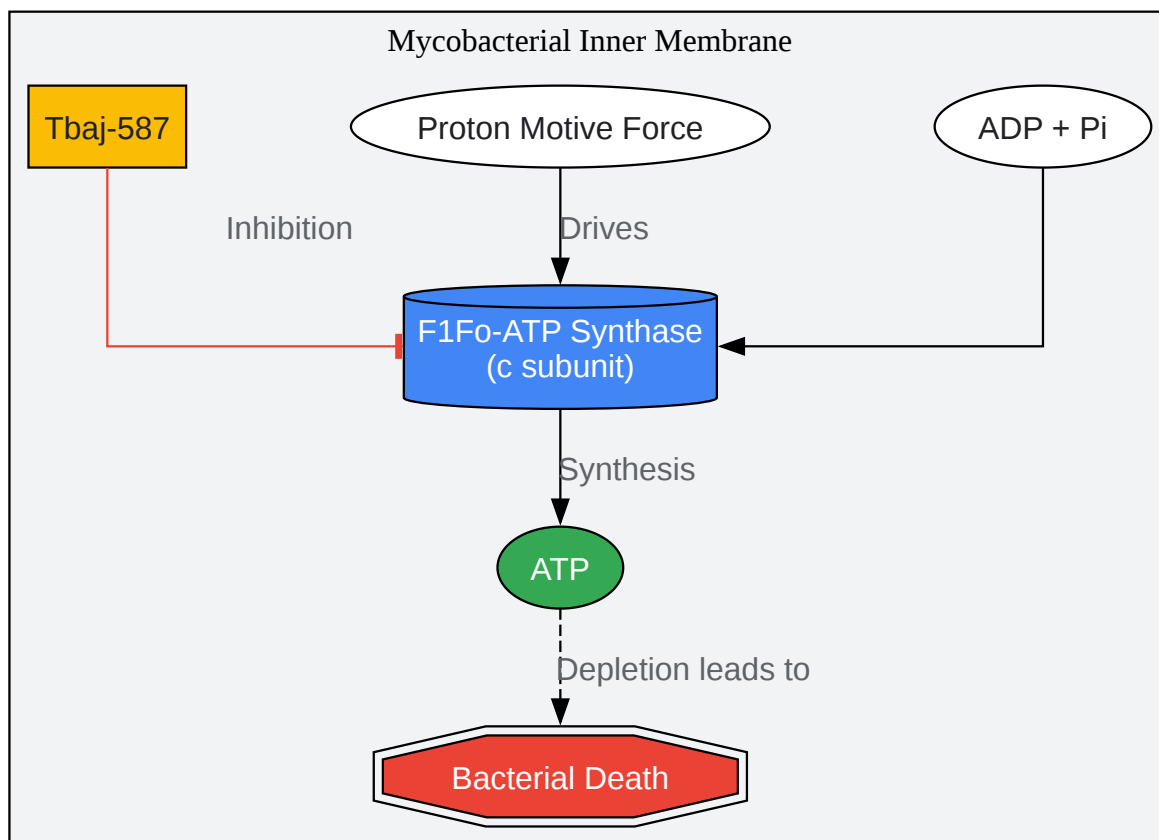 Mycobacterial Inner Membrane
Tbaj-587
Proton Motive Force
ADP + Pi
Inhibition
Drives
F1Fo-ATP Synthase
(c subunit)
Synthesis
ATP
Depletion leads to
Bacterial Death